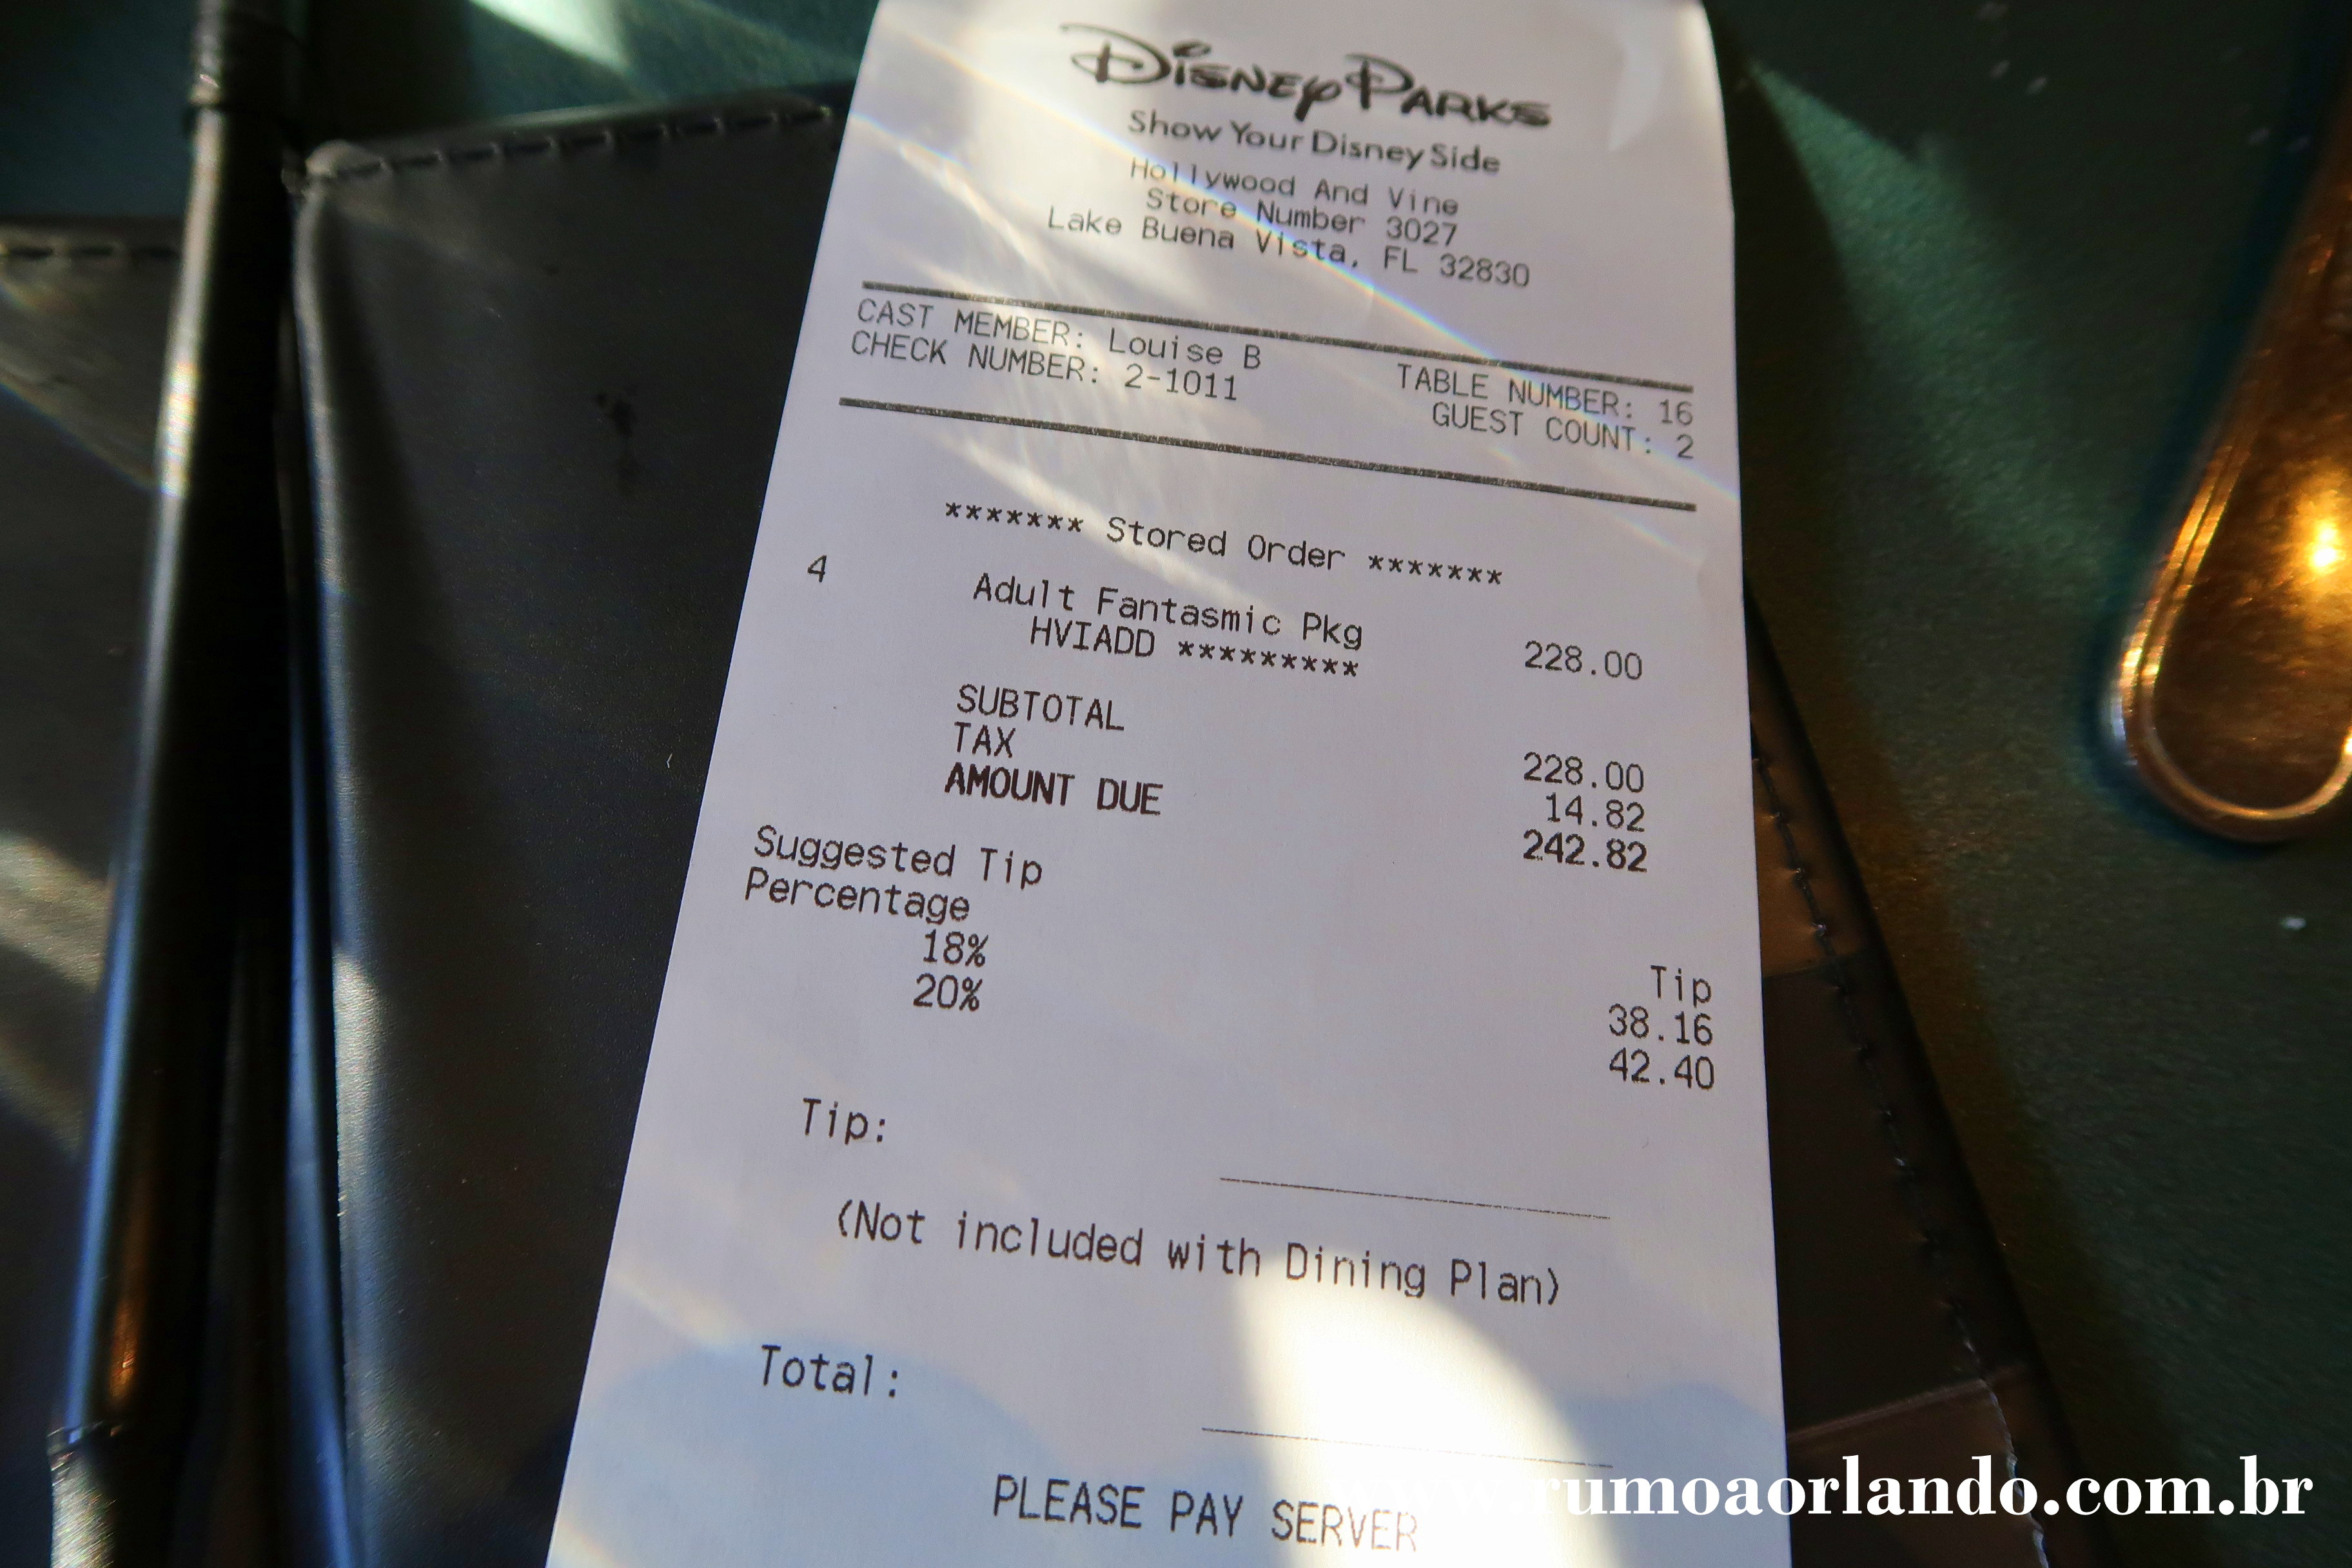 Disney Parks
Show Your Disney Side
Hollywood And Vine
Store Number 3027
Lake Buena Vista, FL 32830
CAST MEMBER: Louise B
CHECK NUMBER: 2-1011
TABLE NUMBER: 16
GUEST COUNT: 2
******* Stored Order *******
4 Adult Fantasmic Pkg 228.00
HVIADD *********
SUBTOTAL 228.00
TAX 14.82
AMOUNT DUE 242.82
Suggested Tip
Percentage Tip
18% 38.16
20% 42.40
Tip:
(Not included with Dining Plan)
Total:
PLEASE PAY SERVER
rumoaorlando.com.br